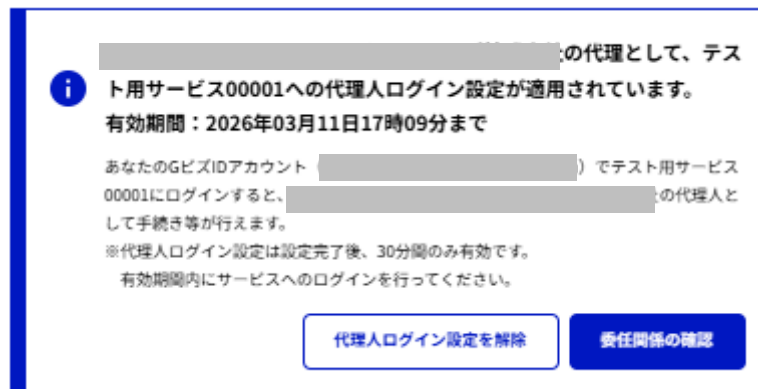 の代理として、テス
ト用サービス00001への代理人ログイン設定が適用されています。
有効期間：2026年03月11日17時09分まで
あなたのGビズIDアカウント（
）でテスト用サービス
00001にログインすると、
の代理人と
して手続き等が行えます。
※代理人ログイン設定は設定完了後、30分間のみ有効です。
有効期間内にサービスへのログインを行ってください。
代理人ログイン設定を解除
委任関係の確認